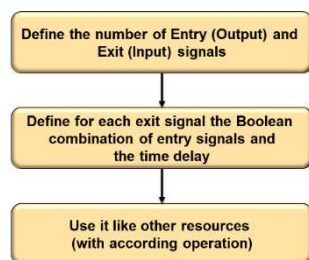 Define the number of Entry (Output) and
Exit (Input) signals
Define for each exit signal the Boolean
combination of entry signals and
the time delay
Use it like other resources
(with according operation)